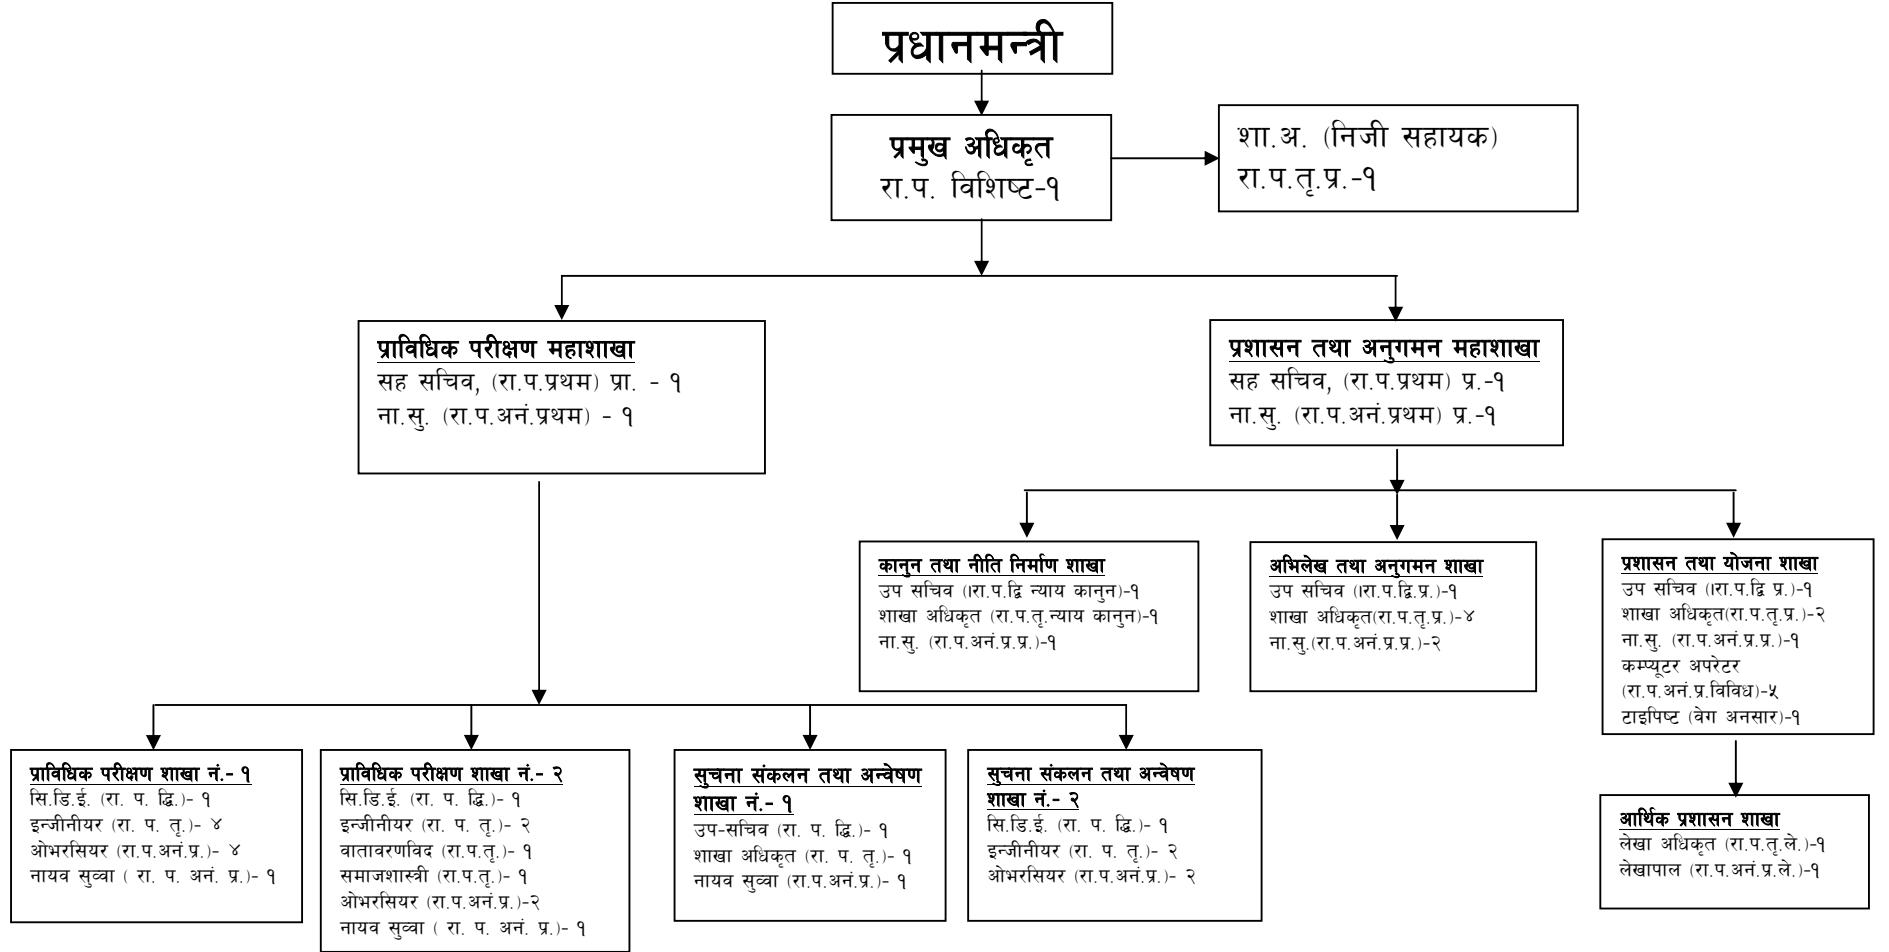 प्रधानमन्त्री
प्रमुख अधिकृत
रा.प. विशिष्ट-१
शा.अ. (निजी सहायक)
रा.प.तृ.प्र.-१
प्राविधिक परीक्षण महाशाखा
सह सचिव, (रा.प.प्रथम) प्रा. - १
ना.सु. (रा.प.अनं.प्रथम) - १
प्रशासन तथा अनुगमन महाशाखा
सह सचिव, (रा.प.प्रथम) प्र.-१
ना.सु. (रा.प.अनं.प्रथम) प्र.-१
कानुन तथा नीति निर्माण शाखा
उप सचिव (।रा.प.द्वि न्याय कानुन)-१
शाखा अधिकृत (रा.प.तृ.न्याय कानुन)-१
ना.सु. (रा.प.अनं.प्र.प्र.)-१
अभिलेख तथा अनुगमन शाखा
उप सचिव (।रा.प.द्वि.प्र.)-१
शाखा अधिकृत(रा.प.तृ.प्र.)-४
ना.सु.(रा.प.अनं.प्र.प्र.)-२
प्रशासन तथा योजना शाखा
उप सचिव (।रा.प.द्वि प्र.)-१
शाखा अधिकृत(रा.प.तृ.प्र.)-२
ना.सु. (रा.प.अनं.प्र.प्र.)-१
कम्प्यूटर अपरेटर
(रा.प.अनं.प्र.विविध)-५
टाइपिष्ट (वेग अनसार)-१
प्राविधिक परीक्षण शाखा नं.- १
सि.डि.ई. (रा. प. द्वि.)- १
इन्जीनीयर (रा. प. तृ.)- ४
ओभरसियर (रा.प.अनं.प्र.)- ४
नायव सुव्वा ( रा. प. अनं. प्र.)- १
प्राविधिक परीक्षण शाखा नं.- २
सि.डि.ई. (रा. प. द्वि.)- १
इन्जीनीयर (रा. प. तृ.)- २
वातावरणविद (रा.प.तृ.)- १
समाजशास्त्री (रा.प.तृ.)- १
ओभरसियर (रा.प.अनं.प्र.)-२
नायव सुव्वा ( रा. प. अनं. प्र.)- १
सुचना संकलन तथा अन्वेषण
शाखा नं.- १
उप-सचिव (रा. प. द्वि.)- १
शाखा अधिकृत (रा. प. तृ.)- १
नायव सुव्वा (रा.प.अनं.प्र.)- १
सुचना संकलन तथा अन्वेषण
शाखा नं.- २
सि.डि.ई. (रा. प. द्वि.)- १
इन्जीनीयर (रा. प. तृ.)- २
ओभरसियर (रा.प.अनं.प्र.)- २
आर्थिक प्रशासन शाखा
लेखा अधिकृत (रा.प.तृ.ले.)-१
लेखापाल (रा.प.अनं.प्र.ले.)-१